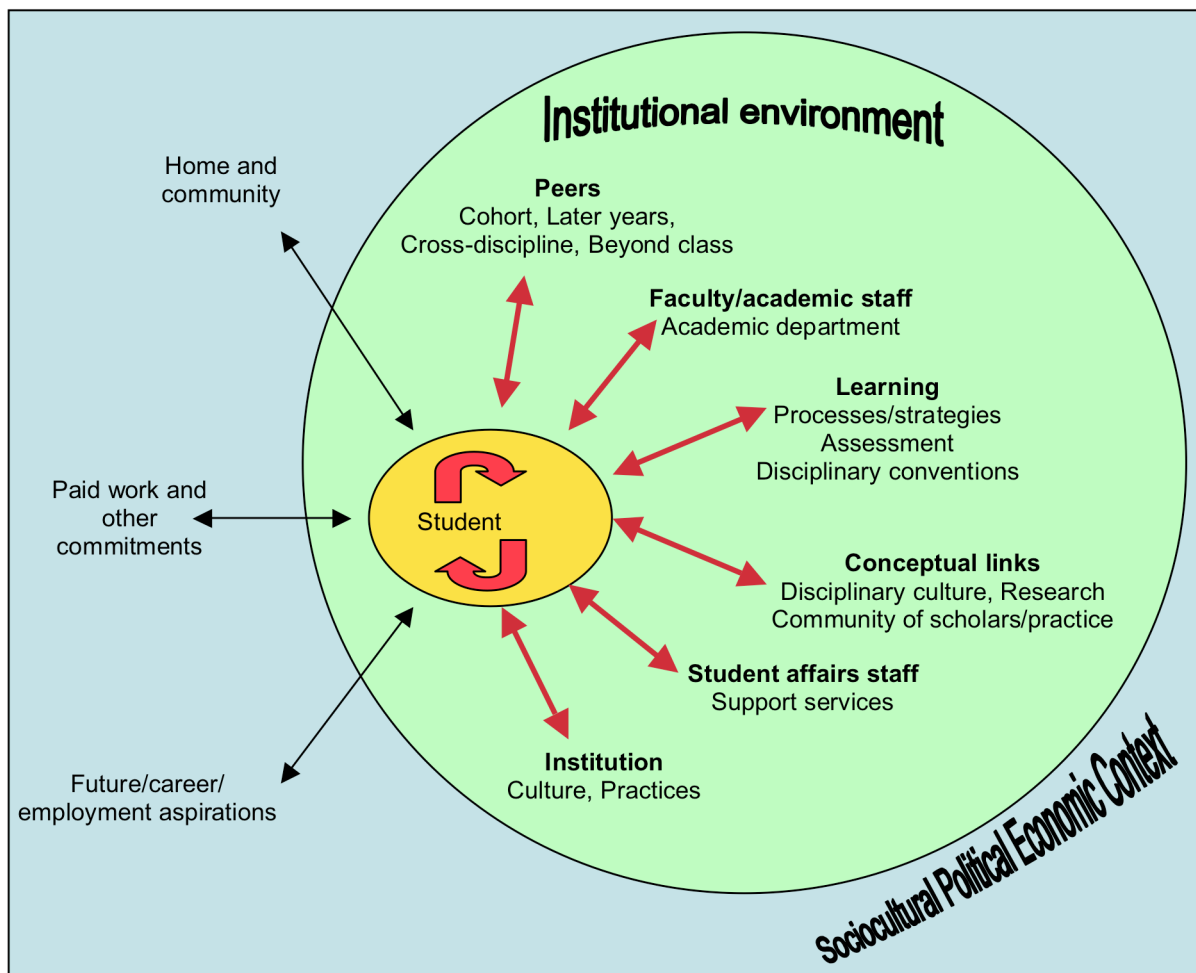 Institutional environment
Home and
community
Peers
Cohort, Later years,
Cross-discipline, Beyond class
Faculty/academic staff
Academic department
Learning
Processes/strategies
Assessment
Disciplinary conventions
Paid work and
other
commitments
Student
Conceptual links
Disciplinary culture, Research
Community of scholars/practice
Student affairs staff
Support services
Institution
Culture, Practices
Future/career/
employment aspirations
Sociocultural Political Economic Context